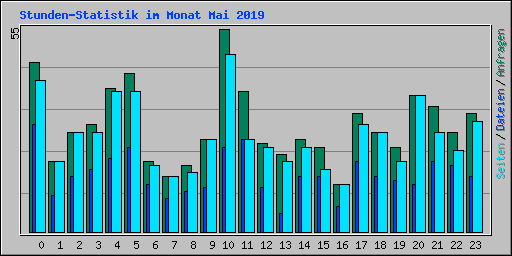 Stunden-Statistik im Monat Mai 2019
55
Seiten / Dateien / Anfragen
0 1 2 3 4 5 6 7 8 9 10 11 12 13 14 15 16 17 18 19 20 21 22 23